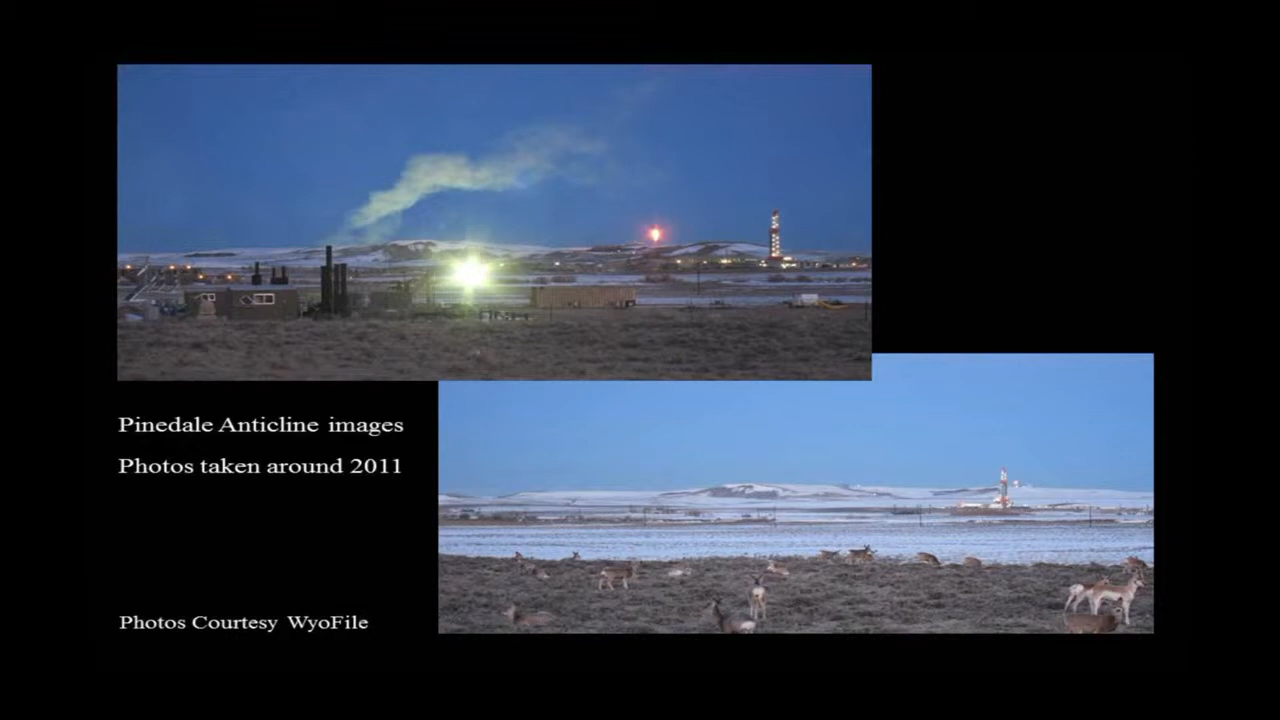 Pinedale Anticline images
Photos taken around 2011
Photos Courtesy WyoFile